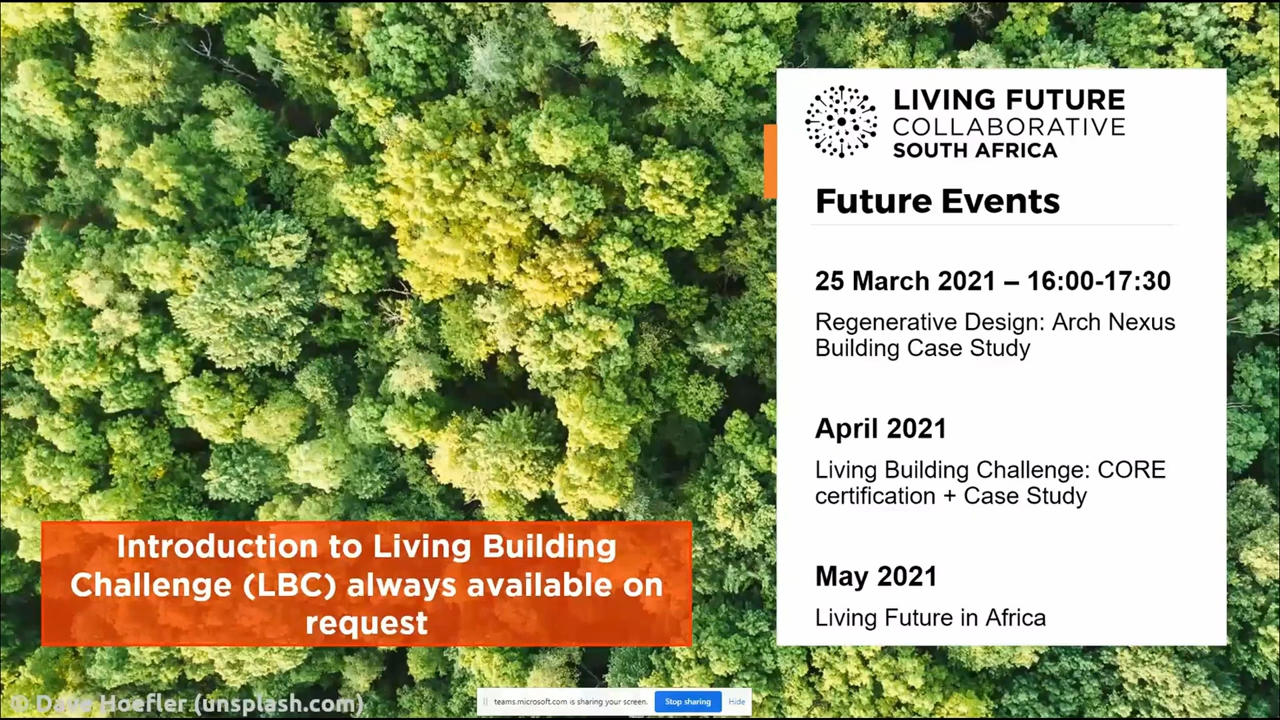 LIVING FUTURE
COLLABORATIVE
SOUTH AFRICA
Future Events
25 March 2021 – 16:00-17:30
Regenerative Design: Arch Nexus
Building Case Study
April 2021
Living Building Challenge: CORE
certification + Case Study
May 2021
Living Future in Africa
Introduction to Living Building
Challenge (LBC) always available on
request
© Dave Hoefler (unsplash.com)
teams.microsoft.com is sharing your screen.
Stop sharing
Hide